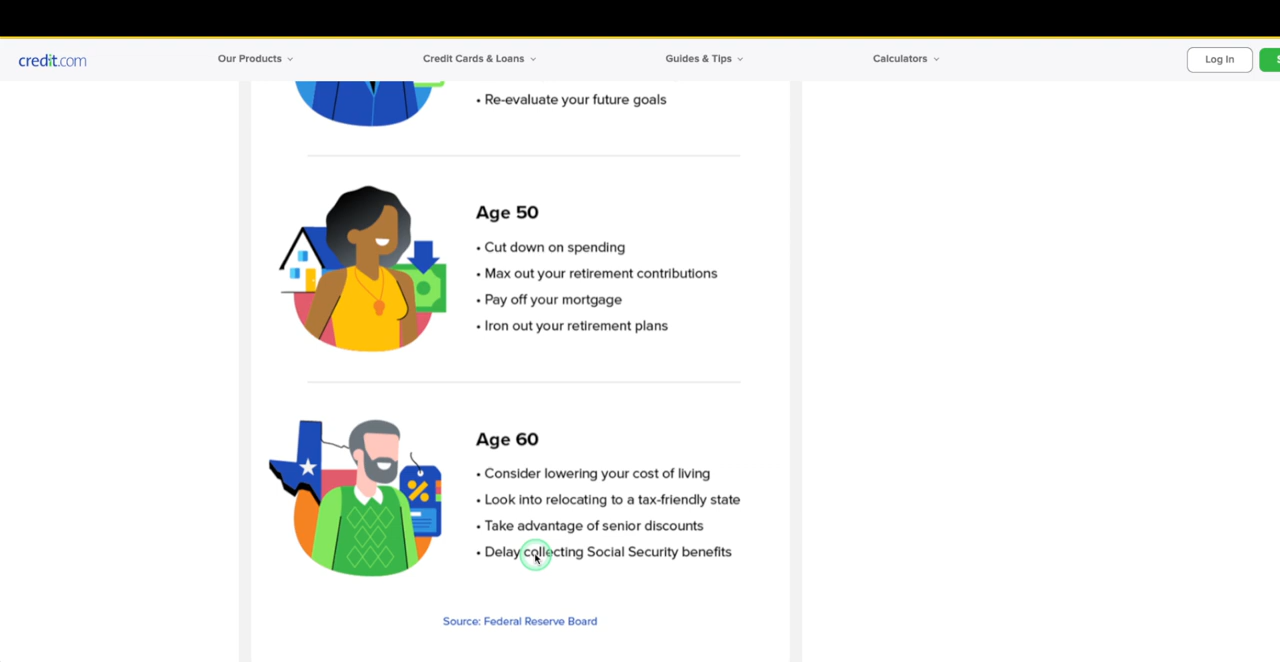 credit.com
Our Products
Credit Cards & Loans
Guides & Tips
Calculators
Log In
• Re-evaluate your future goals
Age 50
• Cut down on spending
• Max out your retirement contributions
• Pay off your mortgage
• Iron out your retirement plans
Age 60
• Consider lowering your cost of living
• Look into relocating to a tax-friendly state
• Take advantage of senior discounts
• Delay collecting Social Security benefits
Source: Federal Reserve Board